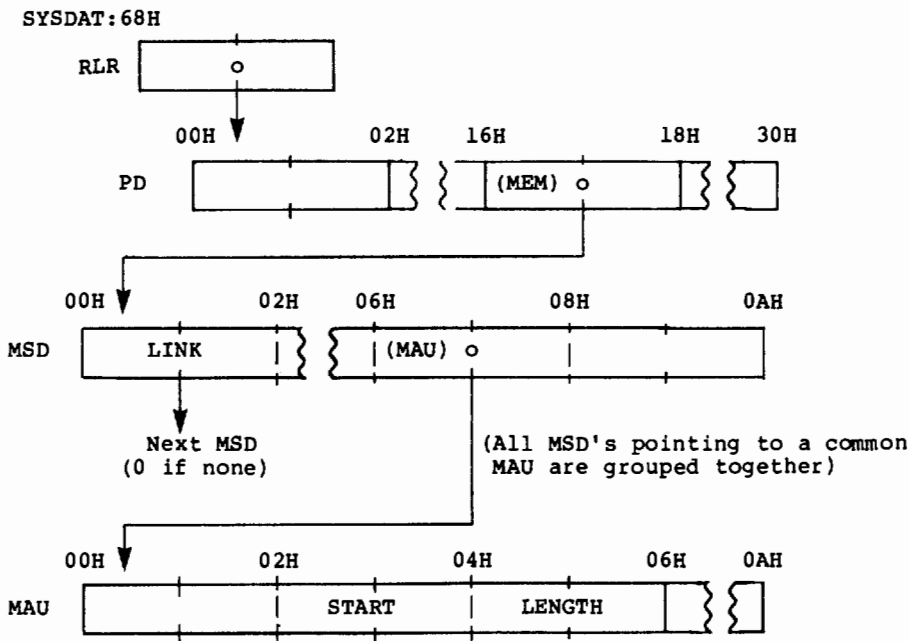 SYSDAT:68H
RLR
00H 02H 16H 18H 30H
PD (MEM)
00H 02H 06H 08H 0AH
MSD LINK (MAU)
Next MSD
(0 if none)
(All MSD's pointing to a common
MAU are grouped together)
00H 02H 04H 06H 0AH
MAU START LENGTH